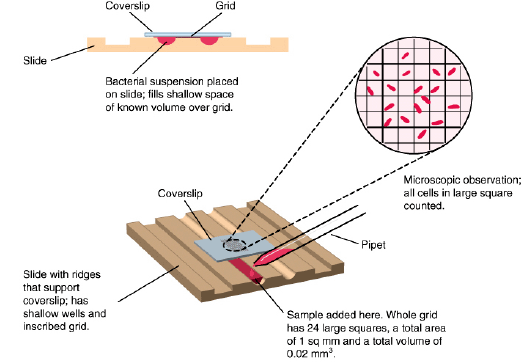 Coverslip
Grid
Slide
Bacterial suspension placed
on slide; fills shallow space
of known volume over grid.
Microscopic observation;
all cells in large square
counted.
Coverslip
Pipet
Slide with ridges
that support
coverslip; has
shallow wells and
inscribed grid.
Sample added here. Whole grid
has 24 large squares, a total area
of 1 sq mm and a total volume of
0.02 mm³.